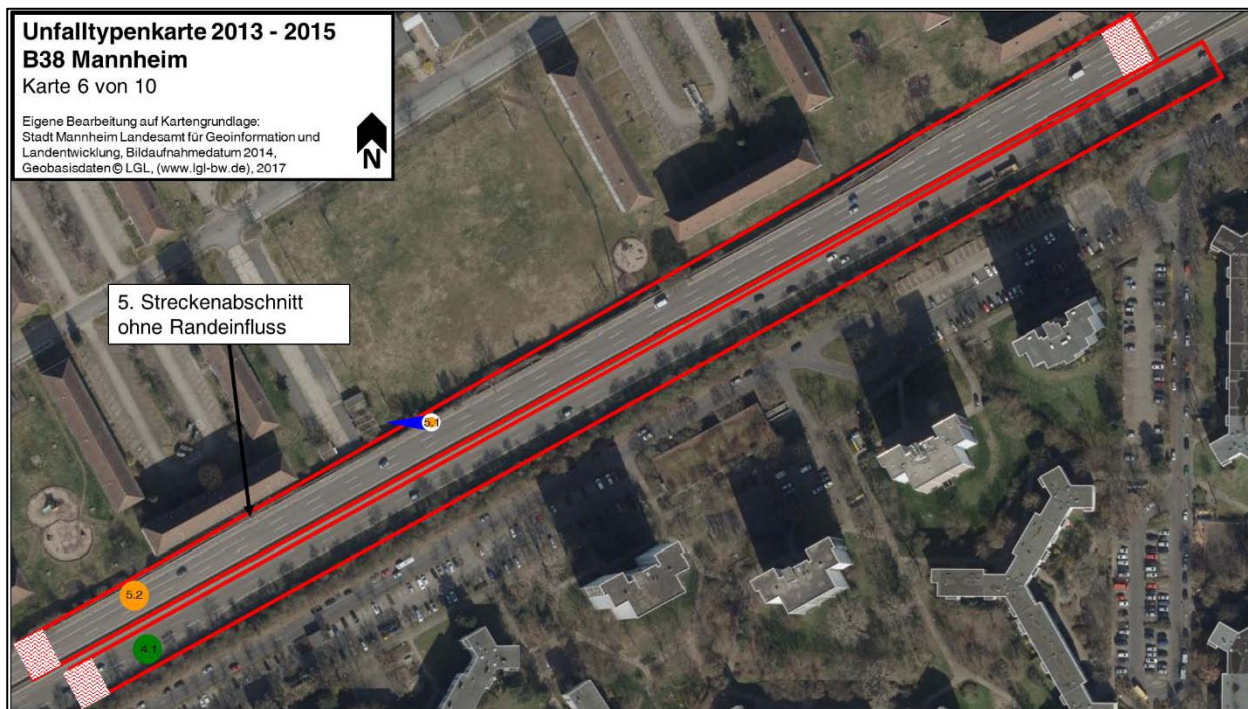 Unfalltypenkarte 2013 - 2015
B38 Mannheim
Karte 6 von 10
Eigene Bearbeitung auf Kartengrundlage:
Stadt Mannheim Landesamt für Geoinformation und
Landentwicklung, Bildaufnahmedatum 2014,
Geobasisdaten© LGL, (www.lgl-bw.de), 2017
N
5. Streckenabschnitt
ohne Randeinfluss
5.1
5.2
4.1